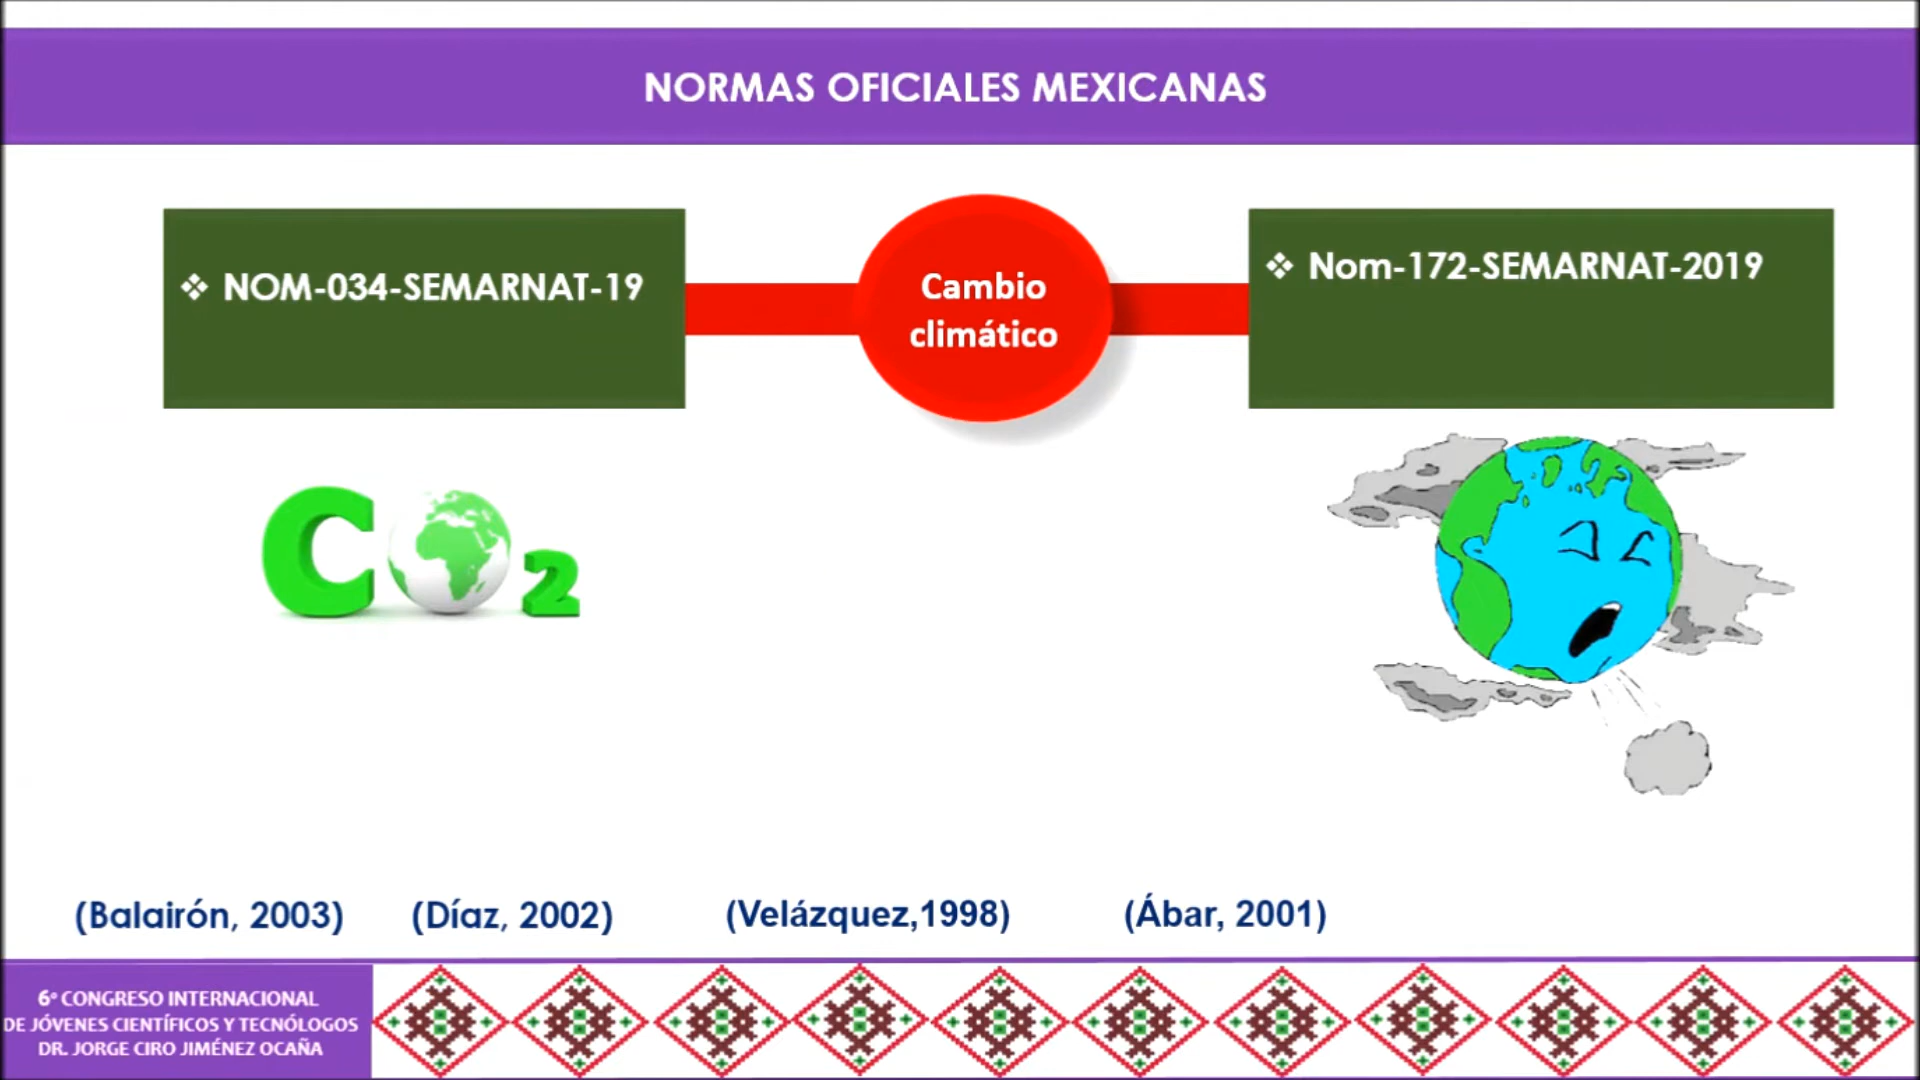 NORMAS OFICIALES MEXICANAS
❖ NOM-034-SEMARNAT-19
Cambio
climático
❖ Nom-172-SEMARNAT-2019
CO2
(Balairón, 2003) (Díaz, 2002) (Velázquez,1998) (Ábar, 2001)
6º CONGRESO INTERNACIONAL
DE JÓVENES CIENTÍFICOS Y TECNÓLOGOS
DR. JORGE CIRO JIMÉNEZ OCAÑA